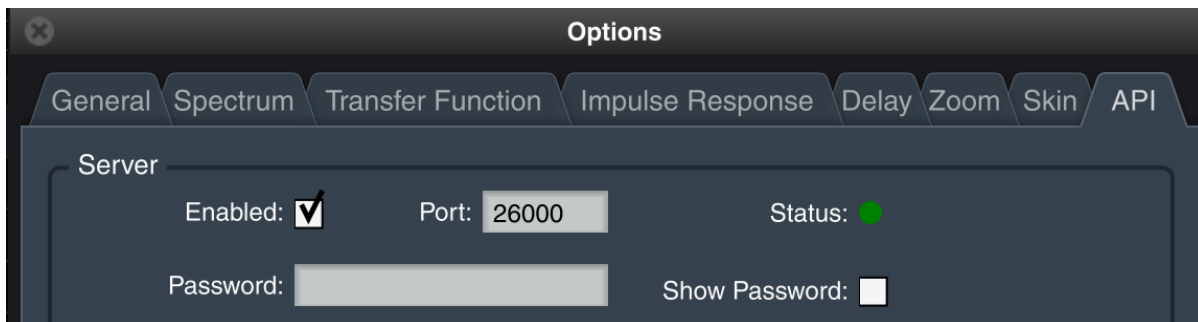 Options
General Spectrum Transfer Function Impulse Response Delay Zoom Skin API
Server
Enabled: Port: 26000 Status:
Password: Show Password: